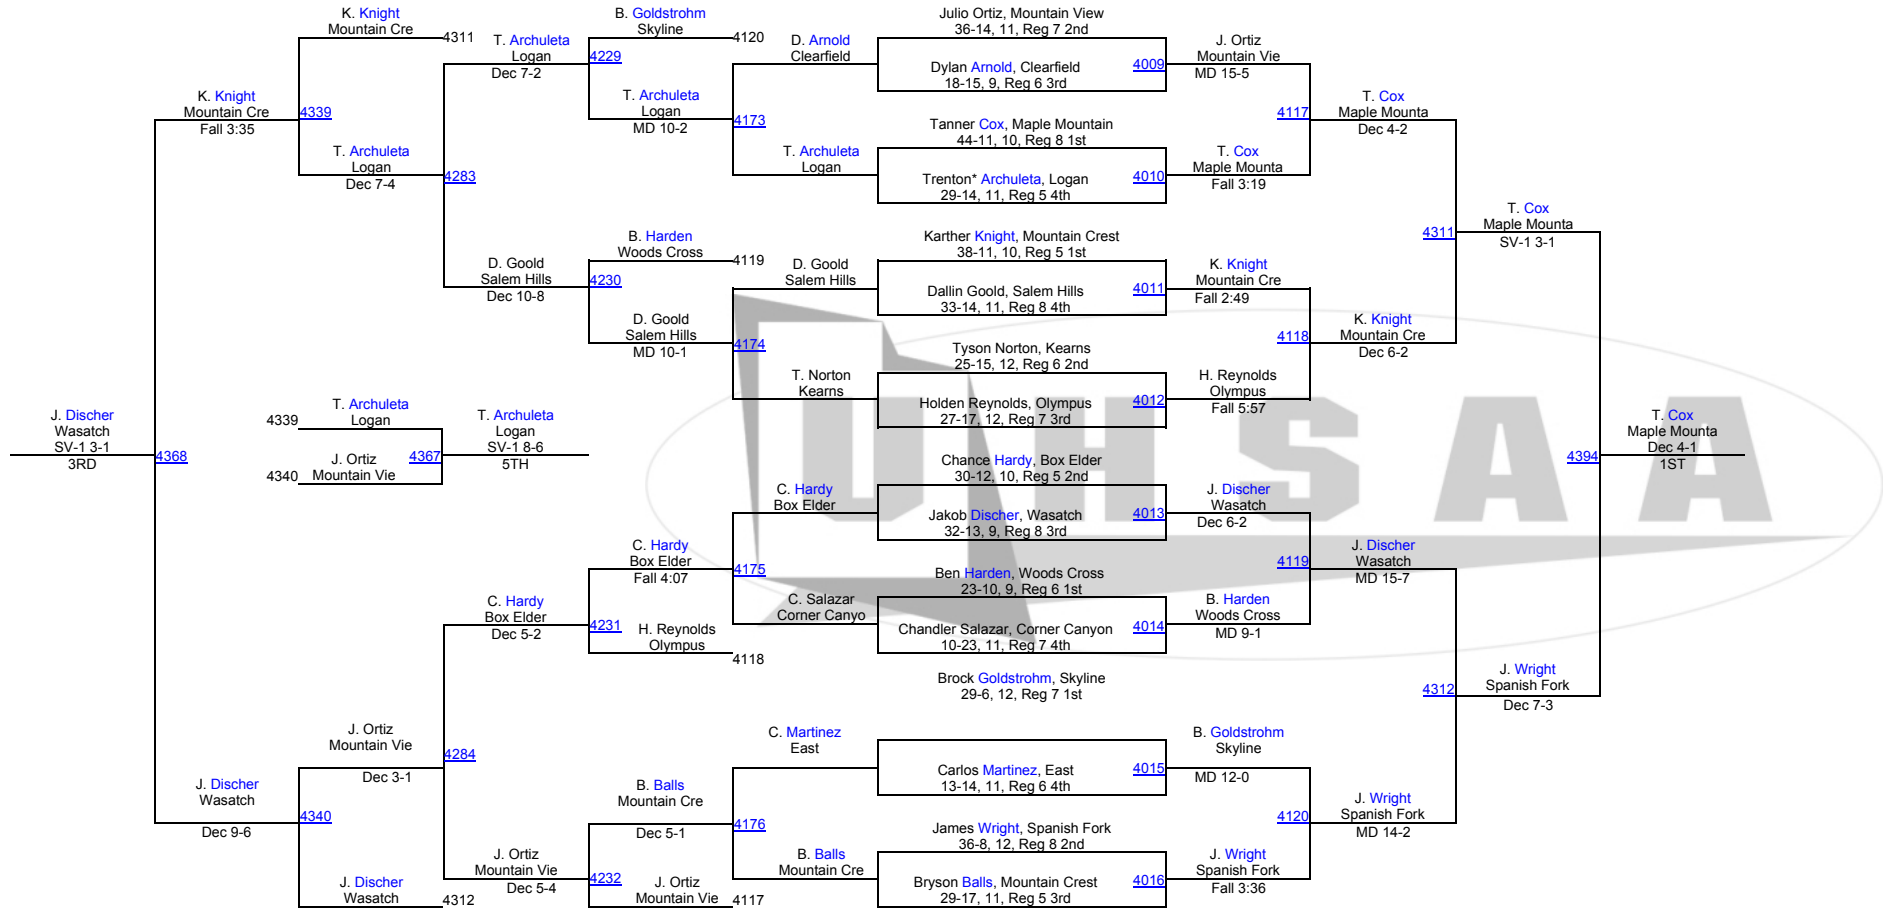 K. Knight
Mountain Cre
4311
K. Knight
Mountain Cre
Fall 3:35
4339
T. Archuleta
Logan
Dec 7-4
T. Archuleta
Logan
Dec 7-2
4283
D. Goold
Salem Hills
Dec 10-8
B. Goldstrohm
Skyline
4120
4229
T. Archuleta
Logan
MD 10-2
B. Harden
Woods Cross
4119
4230
D. Goold
Salem Hills
MD 10-1
D. Arnold
Clearfield
4173
T. Archuleta
Logan
D. Goold
Salem Hills
4174
T. Norton
Kearns
Julio Ortiz, Mountain View
36-14, 11, Reg 7 2nd
Dylan Arnold, Clearfield
18-15, 9, Reg 6 3rd
4009
Tanner Cox, Maple Mountain
44-11, 10, Reg 8 1st
Trenton* Archuleta, Logan
29-14, 11, Reg 5 4th
4010
Karther Knight, Mountain Crest
38-11, 10, Reg 5 1st
Dallin Goold, Salem Hills
33-14, 11, Reg 8 4th
4011
Tyson Norton, Kearns
25-15, 12, Reg 6 2nd
Holden Reynolds, Olympus
27-17, 12, Reg 7 3rd
4012
J. Ortiz
Mountain Vie
MD 15-5
4117
T. Cox
Maple Mounta
Fall 3:19
K. Knight
Mountain Cre
Fall 2:49
4118
H. Reynolds
Olympus
Fall 5:57
T. Cox
Maple Mounta
Dec 4-2
4311
K. Knight
Mountain Cre
Dec 6-2
T. Cox
Maple Mounta
SV-1 3-1
J. Discher
Wasatch
SV-1 3-1
3RD
4368
4339
T. Archuleta
Logan
4340
J. Ortiz
Mountain Vie
4367
T. Archuleta
Logan
SV-1 8-6
5TH
UHSAA
4394
T. Cox
Maple Mounta
Dec 4-1
1ST
Chance Hardy, Box Elder
30-12, 10, Reg 5 2nd
Jakob Discher, Wasatch
32-13, 9, Reg 8 3rd
4013
Ben Harden, Woods Cross
23-10, 9, Reg 6 1st
Chandler Salazar, Corner Canyon
10-23, 11, Reg 7 4th
4014
Brock Goldstrohm, Skyline
29-6, 12, Reg 7 1st
Carlos Martinez, East
13-14, 11, Reg 6 4th
4015
James Wright, Spanish Fork
36-8, 12, Reg 8 2nd
Bryson Balls, Mountain Crest
29-17, 11, Reg 5 3rd
4016
C. Hardy
Box Elder
4175
C. Salazar
Corner Canyo
C. Martinez
East
4176
B. Balls
Mountain Cre
C. Hardy
Box Elder
Fall 4:07
4231
H. Reynolds
Olympus
4118
B. Balls
Mountain Cre
Dec 5-1
4232
J. Ortiz
Mountain Vie
4117
C. Hardy
Box Elder
Dec 5-2
4284
J. Ortiz
Mountain Vie
Dec 5-4
J. Ortiz
Mountain Vie
Dec 3-1
4340
J. Discher
Wasatch
4312
J. Discher
Wasatch
Dec 9-6
J. Discher
Wasatch
Dec 6-2
4119
B. Harden
Woods Cross
MD 9-1
B. Goldstrohm
Skyline
MD 12-0
4120
J. Wright
Spanish Fork
Fall 3:36
J. Discher
Wasatch
MD 15-7
4312
J. Wright
Spanish Fork
MD 14-2
J. Wright
Spanish Fork
Dec 7-3